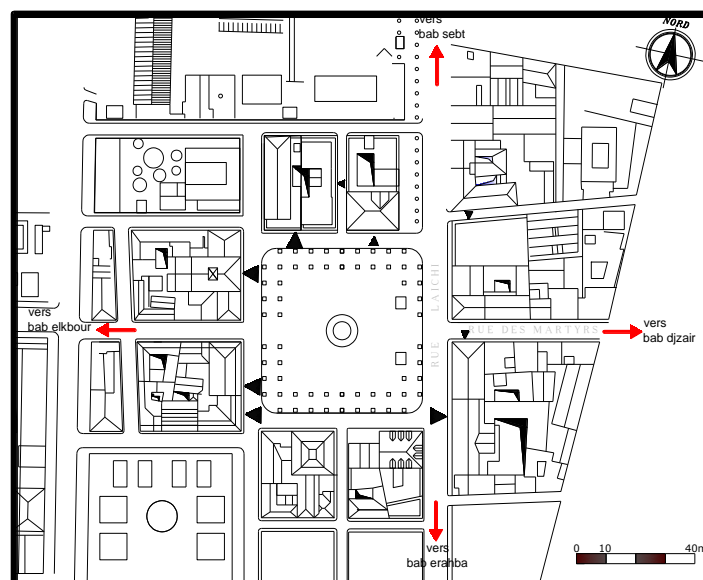 vers
bab sebt
NORD
RUE LAICHI
vers
bab elkbour
RUE DES MARTYRS
vers
bab djzair
vers
bab erahba
0 10 40m